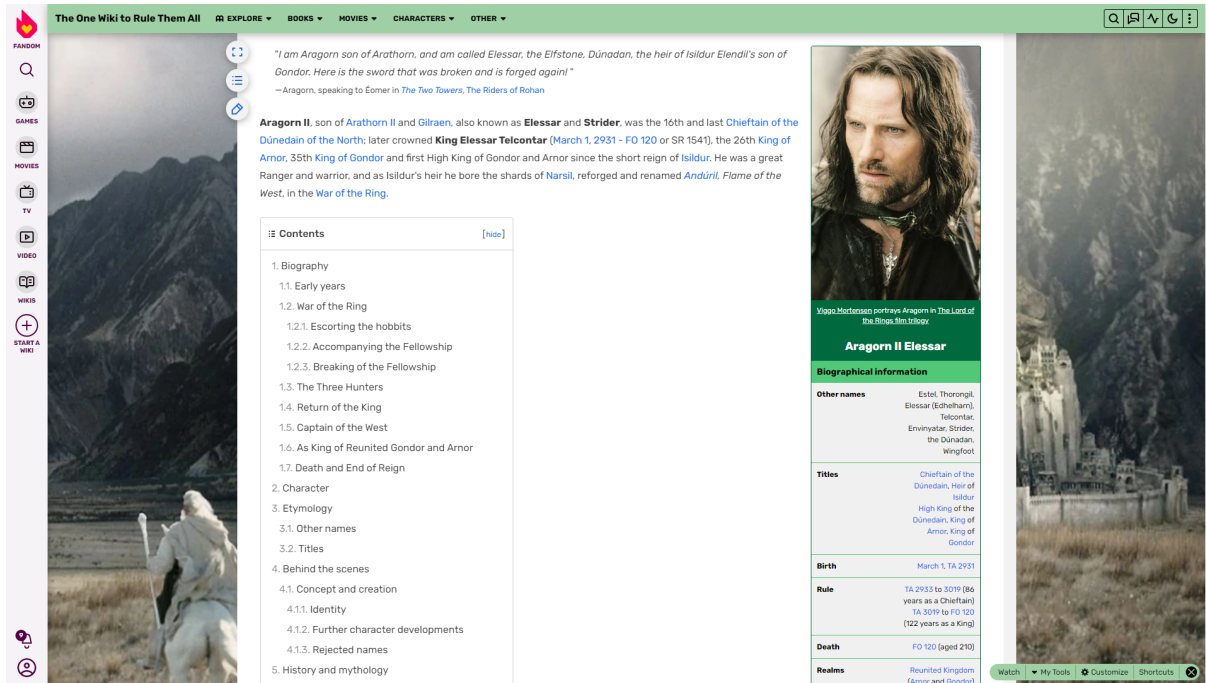 The One Wiki to Rule Them All
EXPLORE
BOOKS
MOVIES
CHARACTERS
OTHER
FANDOM
GAMES
MOVIES
TV
VIDEO
WIKIS
START A
WIKI
9
"I am Aragorn son of Arathorn, and am called Elessar, the Elfstone, Dúnadan, the heir of Isildur Elendil's son of
Gondor. Here is the sword that was broken and is forged again! "
—Aragorn, speaking to Éomer in The Two Towers, The Riders of Rohan
Aragorn II, son of Arathorn II and Gilraen, also known as Elessar and Strider, was the 16th and last Chieftain of the
Dúnedain of the North; later crowned King Elessar Telcontar (March 1, 2931 - FO 120 or SR 1541), the 26th King of
Arnor, 35th King of Gondor and first High King of Gondor and Arnor since the short reign of Isildur. He was a great
Ranger and warrior, and as Isildur's heir he bore the shards of Narsil, reforged and renamed Andúril, Flame of the
West, in the War of the Ring.
Contents [hide]
1. Biography
1.1. Early years
1.2. War of the Ring
1.2.1. Escorting the hobbits
1.2.2. Accompanying the Fellowship
1.2.3. Breaking of the Fellowship
1.3. The Three Hunters
1.4. Return of the King
1.5. Captain of the West
1.6. As King of Reunited Gondor and Arnor
1.7. Death and End of Reign
2. Character
3. Etymology
3.1. Other names
3.2. Titles
4. Behind the scenes
4.1. Concept and creation
4.1.1. Identity
4.1.2. Further character developments
4.1.3. Rejected names
5. History and mythology
Viggo Mortensen portrays Aragorn in The Lord of
the Rings film trilogy
Aragorn II Elessar
Biographical information
Other names Estel, Thorongil,
Elessar (Edhelharn),
Telcontar,
Envinyatar, Strider,
the Dúnadan,
Wingfoot
Titles Chieftain of the
Dúnedain, Heir of
Isildur
High King of the
Dúnedain, King of
Arnor, King of
Gondor
Birth March 1, TA 2931
Rule TA 2933 to 3019 (86
years as a Chieftain)
TA 3019 to FO 120
(122 years as a King)
Death FO 120 (aged 210)
Realms Reunited Kingdom
(Arnor and Gondor)
Watch
My Tools
Customize
Shortcuts